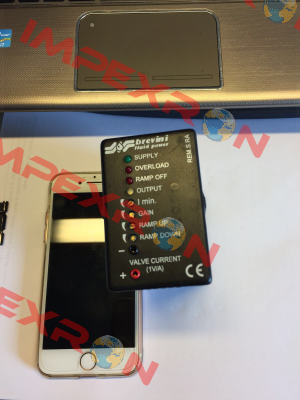 IMPEXRON
brevini
fluid power
REM.S.RA
SUPPLY
OVERLOAD
RAMP OFF
OUTPUT
I min.
GAIN
RAMP UP
RAMP DOWN
-
VALVE CURRENT
+ (1V/A)
CE
IMPEXRON
IMPEXRON